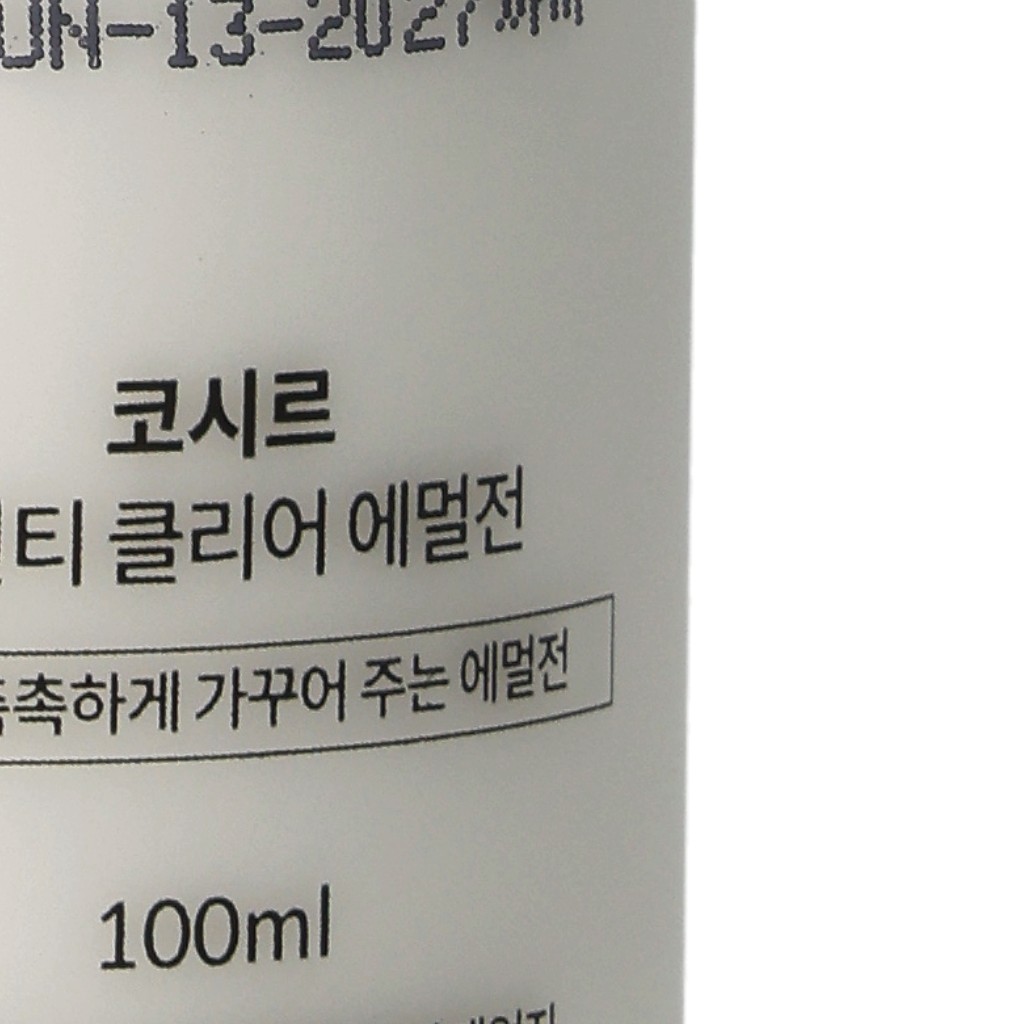 UN-13-2027
코시르
티 클리어 에멀전
촉하게 가꾸어 주는 에멀전
100ml